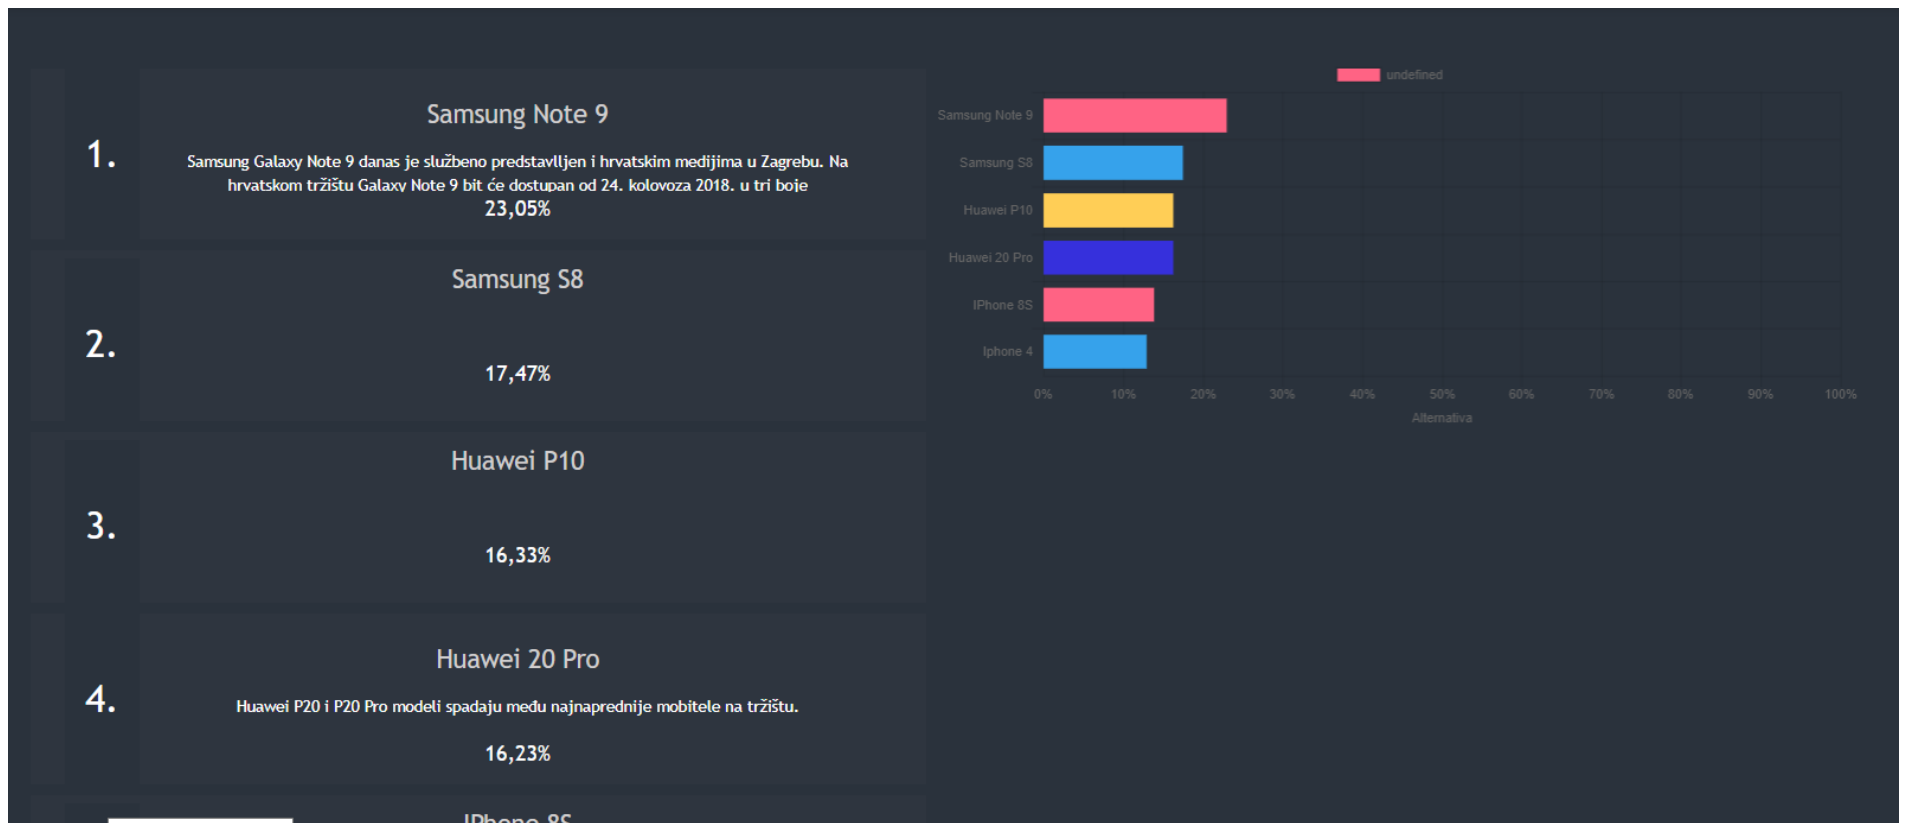 1.
Samsung Note 9
Samsung Galaxy Note 9 danas je službeno predstavlljen i hrvatskim medijima u Zagrebu. Na
hrvatskom tržištu Galaxy Note 9 bit će dostupan od 24. kolovoza 2018. u tri boje
23,05%
2.
Samsung S8
17,47%
3.
Huawei P10
16,33%
4.
Huawei 20 Pro
Huawei P20 i P20 Pro modeli spadaju među najnaprednije mobitele na tržištu.
16,23%
IPhone 8S
undefined
Samsung Note 9
Samsung S8
Huawei P10
Huawei 20 Pro
IPhone 8S
Iphone 4
0% 10% 20% 30% 40% 50% 60% 70% 80% 90% 100%
Alternativa